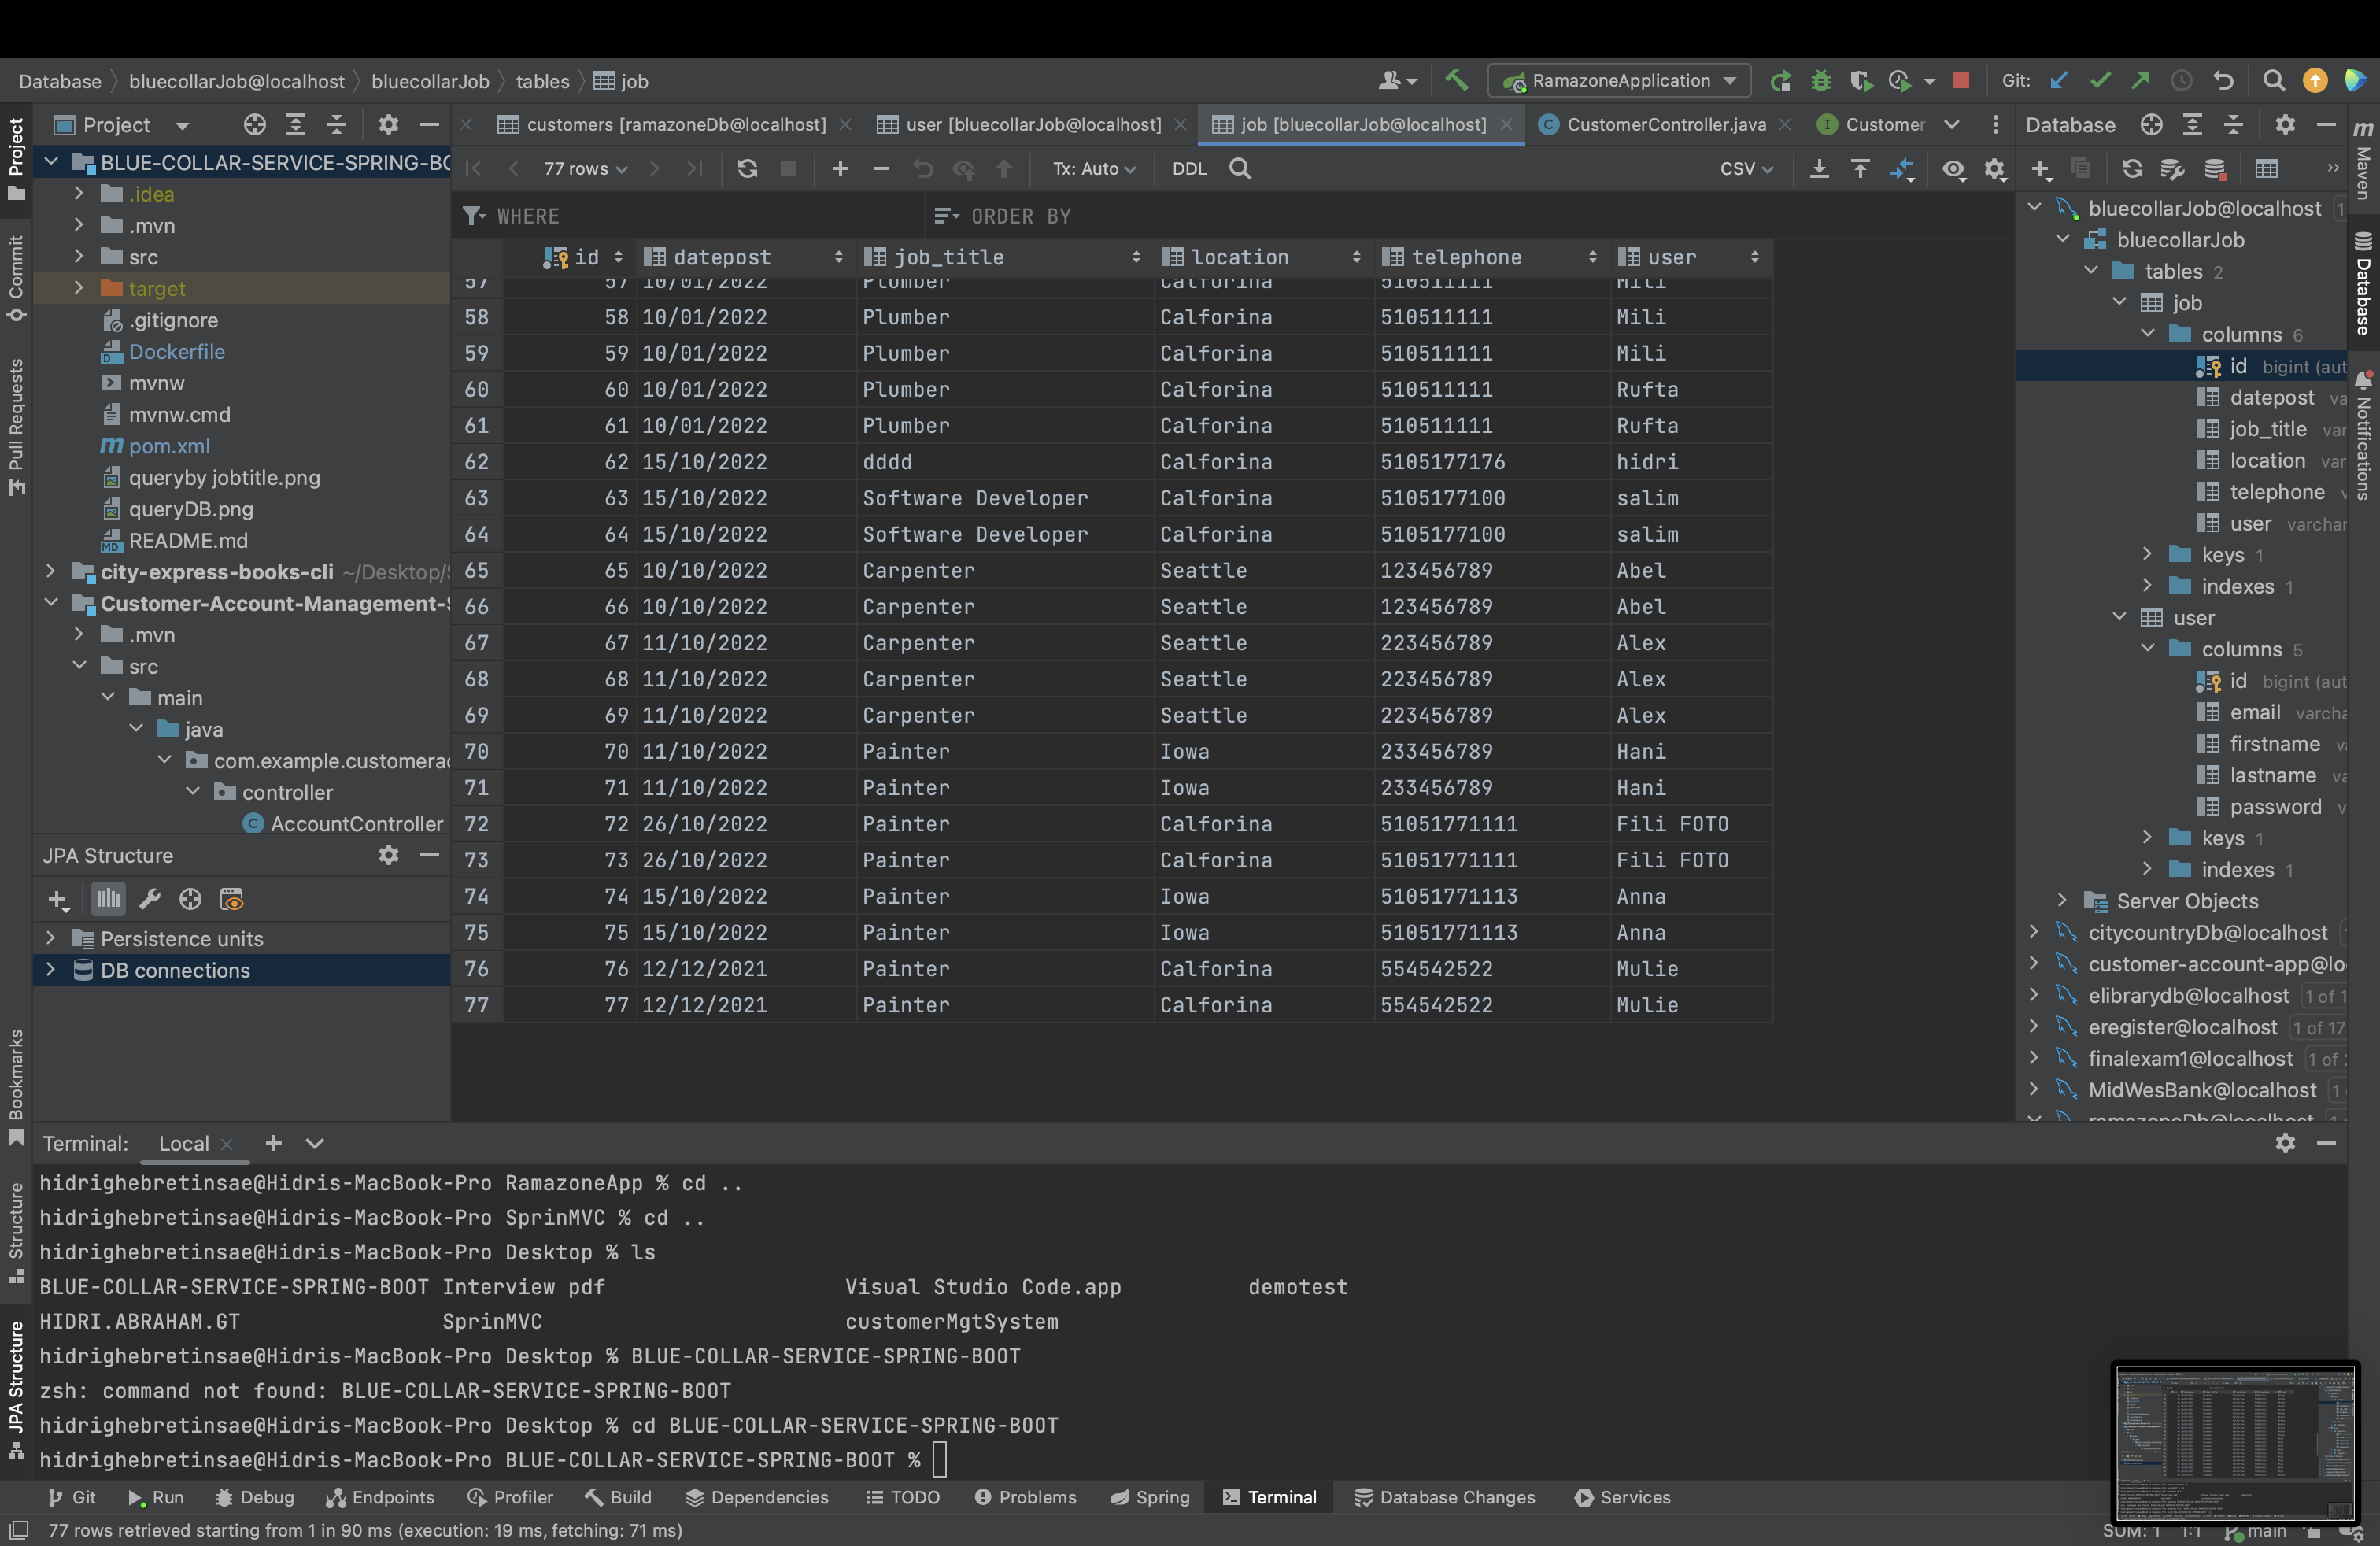 Database bluecollarJob@localhost bluecollarJob tables job
RamazoneApplication
Git:
Project
customers [ramazoneDb@localhost]
user [bluecollarJob@localhost]
job [bluecollarJob@localhost]
CustomerController.java
Customer
Database
77 rows
Tx: Auto
DDL
CSV
WHERE
ORDER BY
id datepost job_title location telephone user
57 57 10/01/2022 Plumber Calforina 510511111 Mili
58 58 10/01/2022 Plumber Calforina 510511111 Mili
59 59 10/01/2022 Plumber Calforina 510511111 Mili
60 60 10/01/2022 Plumber Calforina 510511111 Rufta
61 61 10/01/2022 Plumber Calforina 510511111 Rufta
62 62 15/10/2022 dddd Calforina 5105177176 hidri
63 63 15/10/2022 Software Developer Calforina 5105177100 salim
64 64 15/10/2022 Software Developer Calforina 5105177100 salim
65 65 10/10/2022 Carpenter Seattle 123456789 Abel
66 66 10/10/2022 Carpenter Seattle 123456789 Abel
67 67 11/10/2022 Carpenter Seattle 223456789 Alex
68 68 11/10/2022 Carpenter Seattle 223456789 Alex
69 69 11/10/2022 Carpenter Seattle 223456789 Alex
70 70 11/10/2022 Painter Iowa 233456789 Hani
71 71 11/10/2022 Painter Iowa 233456789 Hani
72 72 26/10/2022 Painter Calforina 51051771111 Fili FOTO
73 73 26/10/2022 Painter Calforina 51051771111 Fili FOTO
74 74 15/10/2022 Painter Iowa 51051771113 Anna
75 75 15/10/2022 Painter Iowa 51051771113 Anna
76 76 12/12/2021 Painter Calforina 554542522 Mulie
77 77 12/12/2021 Painter Calforina 554542522 Mulie
BLUE-COLLAR-SERVICE-SPRING-BO
.idea
.mvn
src
target
.gitignore
Dockerfile
mvnw
mvnw.cmd
pom.xml
queryby jobtitle.png
queryDB.png
README.md
city-express-books-cli ~/Desktop/S
Customer-Account-Management-S
.mvn
src
main
java
com.example.customerac
controller
AccountController
JPA Structure
Persistence units
DB connections
bluecollarJob@localhost 1
bluecollarJob
tables 2
job
columns 6
id bigint (aut
datepost va
job_title var
location var
telephone v
user varchar
keys 1
indexes 1
user
columns 5
id bigint (aut
email varcha
firstname va
lastname va
password v
keys 1
indexes 1
Server Objects
citycountryDb@localhost
customer-account-app@lo
elibrarydb@localhost 1 of 1
eregister@localhost 1 of 17
finalexam1@localhost 1 of
MidWesBank@localhost 1
ramazoneDb@localhost
Project
Commit
Pull Requests
Bookmarks
Structure
JPA Structure
Maven
Database
Notifications
Terminal: Local
hidrighebretinsae@Hidris-MacBook-Pro RamazoneApp % cd ..
hidrighebretinsae@Hidris-MacBook-Pro SprinMVC % cd ..
hidrighebretinsae@Hidris-MacBook-Pro Desktop % ls
BLUE-COLLAR-SERVICE-SPRING-BOOT Interview pdf Visual Studio Code.app demotest
HIDRI.ABRAHAM.GT SprinMVC customerMgtSystem
hidrighebretinsae@Hidris-MacBook-Pro Desktop % BLUE-COLLAR-SERVICE-SPRING-BOOT
zsh: command not found: BLUE-COLLAR-SERVICE-SPRING-BOOT
hidrighebretinsae@Hidris-MacBook-Pro Desktop % cd BLUE-COLLAR-SERVICE-SPRING-BOOT
hidrighebretinsae@Hidris-MacBook-Pro BLUE-COLLAR-SERVICE-SPRING-BOOT %
Git Run Debug Endpoints Profiler Build Dependencies TODO Problems Spring Terminal Database Changes Services
77 rows retrieved starting from 1 in 90 ms (execution: 19 ms, fetching: 71 ms)
SUM: 1 1:1 main